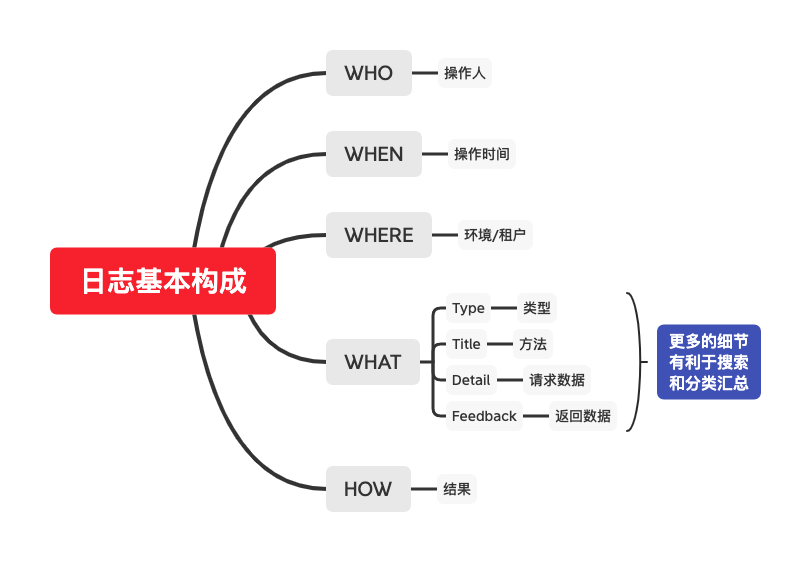 日志基本构成
WHO
操作人
WHEN
操作时间
WHERE
环境/租户
WHAT
Type
类型
Title
方法
Detail
请求数据
Feedback
返回数据
更多的细节
有利于搜索
和分类汇总
HOW
结果